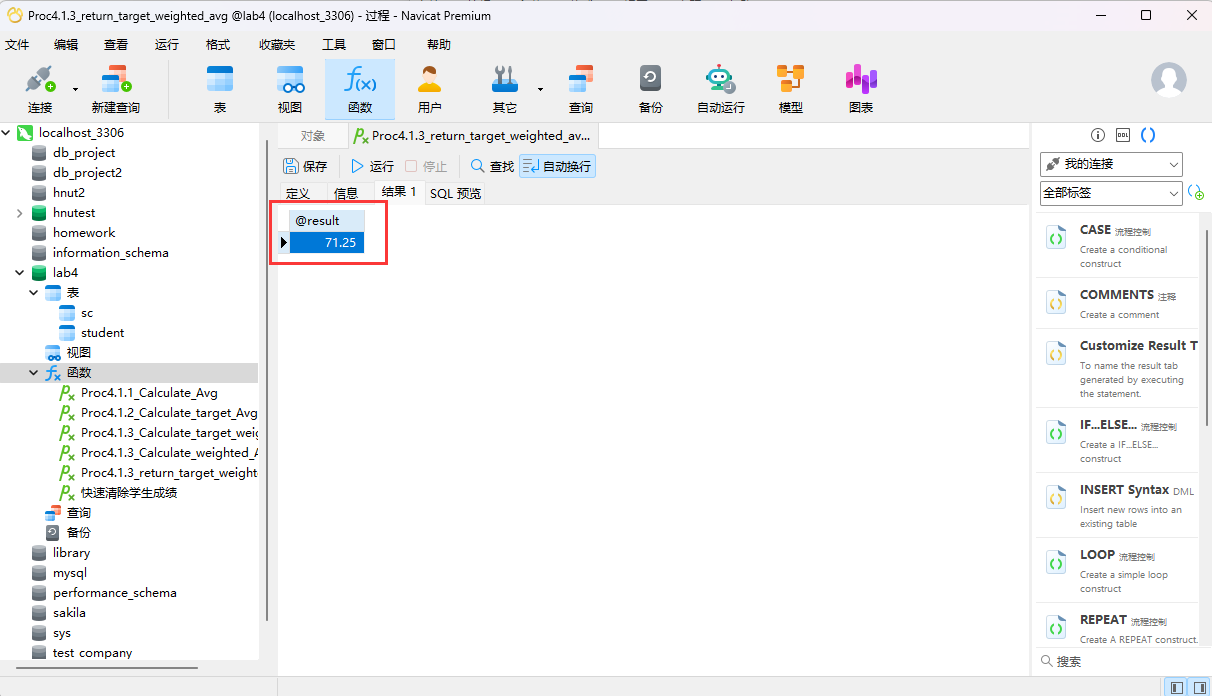 Proc4.1.3_return_target_weighted_avg @lab4 (localhost_3306) - 过程 - Navicat Premium
文件 编辑 查看 运行 格式 收藏夹 工具 窗口 帮助
连接 新建查询 表 视图 函数 用户 其它 查询 备份 自动运行 模型 图表
localhost_3306
db_project
db_project2
hnut2
hnutest
homework
information_schema
lab4
表
sc
student
视图
函数
Proc4.1.1_Calculate_Avg
Proc4.1.2_Calculate_target_Avg
Proc4.1.3_Calculate_target_weig
Proc4.1.3_Calculate_weighted_A
Proc4.1.3_return_target_weight
快速清除学生成绩
查询
备份
library
mysql
performance_schema
sakila
sys
test_company
对象 Proc4.1.3_return_target_weighted_av...
保存 运行 停止 查找 自动换行
定义 信息 结果 1 SQL 预览
@result
71.25
DDL
我的连接
全部标签
CASE 流程控制
Create a conditional
construct
COMMENTS 注释
Create a comment
Customize Result T
To name the result tab
generated by executing
the statement.
IF...ELSE... 流程控制
Create a IF...ELSE...
construct
INSERT Syntax DML
Insert new rows into an
existing table
LOOP 流程控制
Create a simple loop
construct
REPEAT 流程控制
Create A REPEAT construct.
搜索